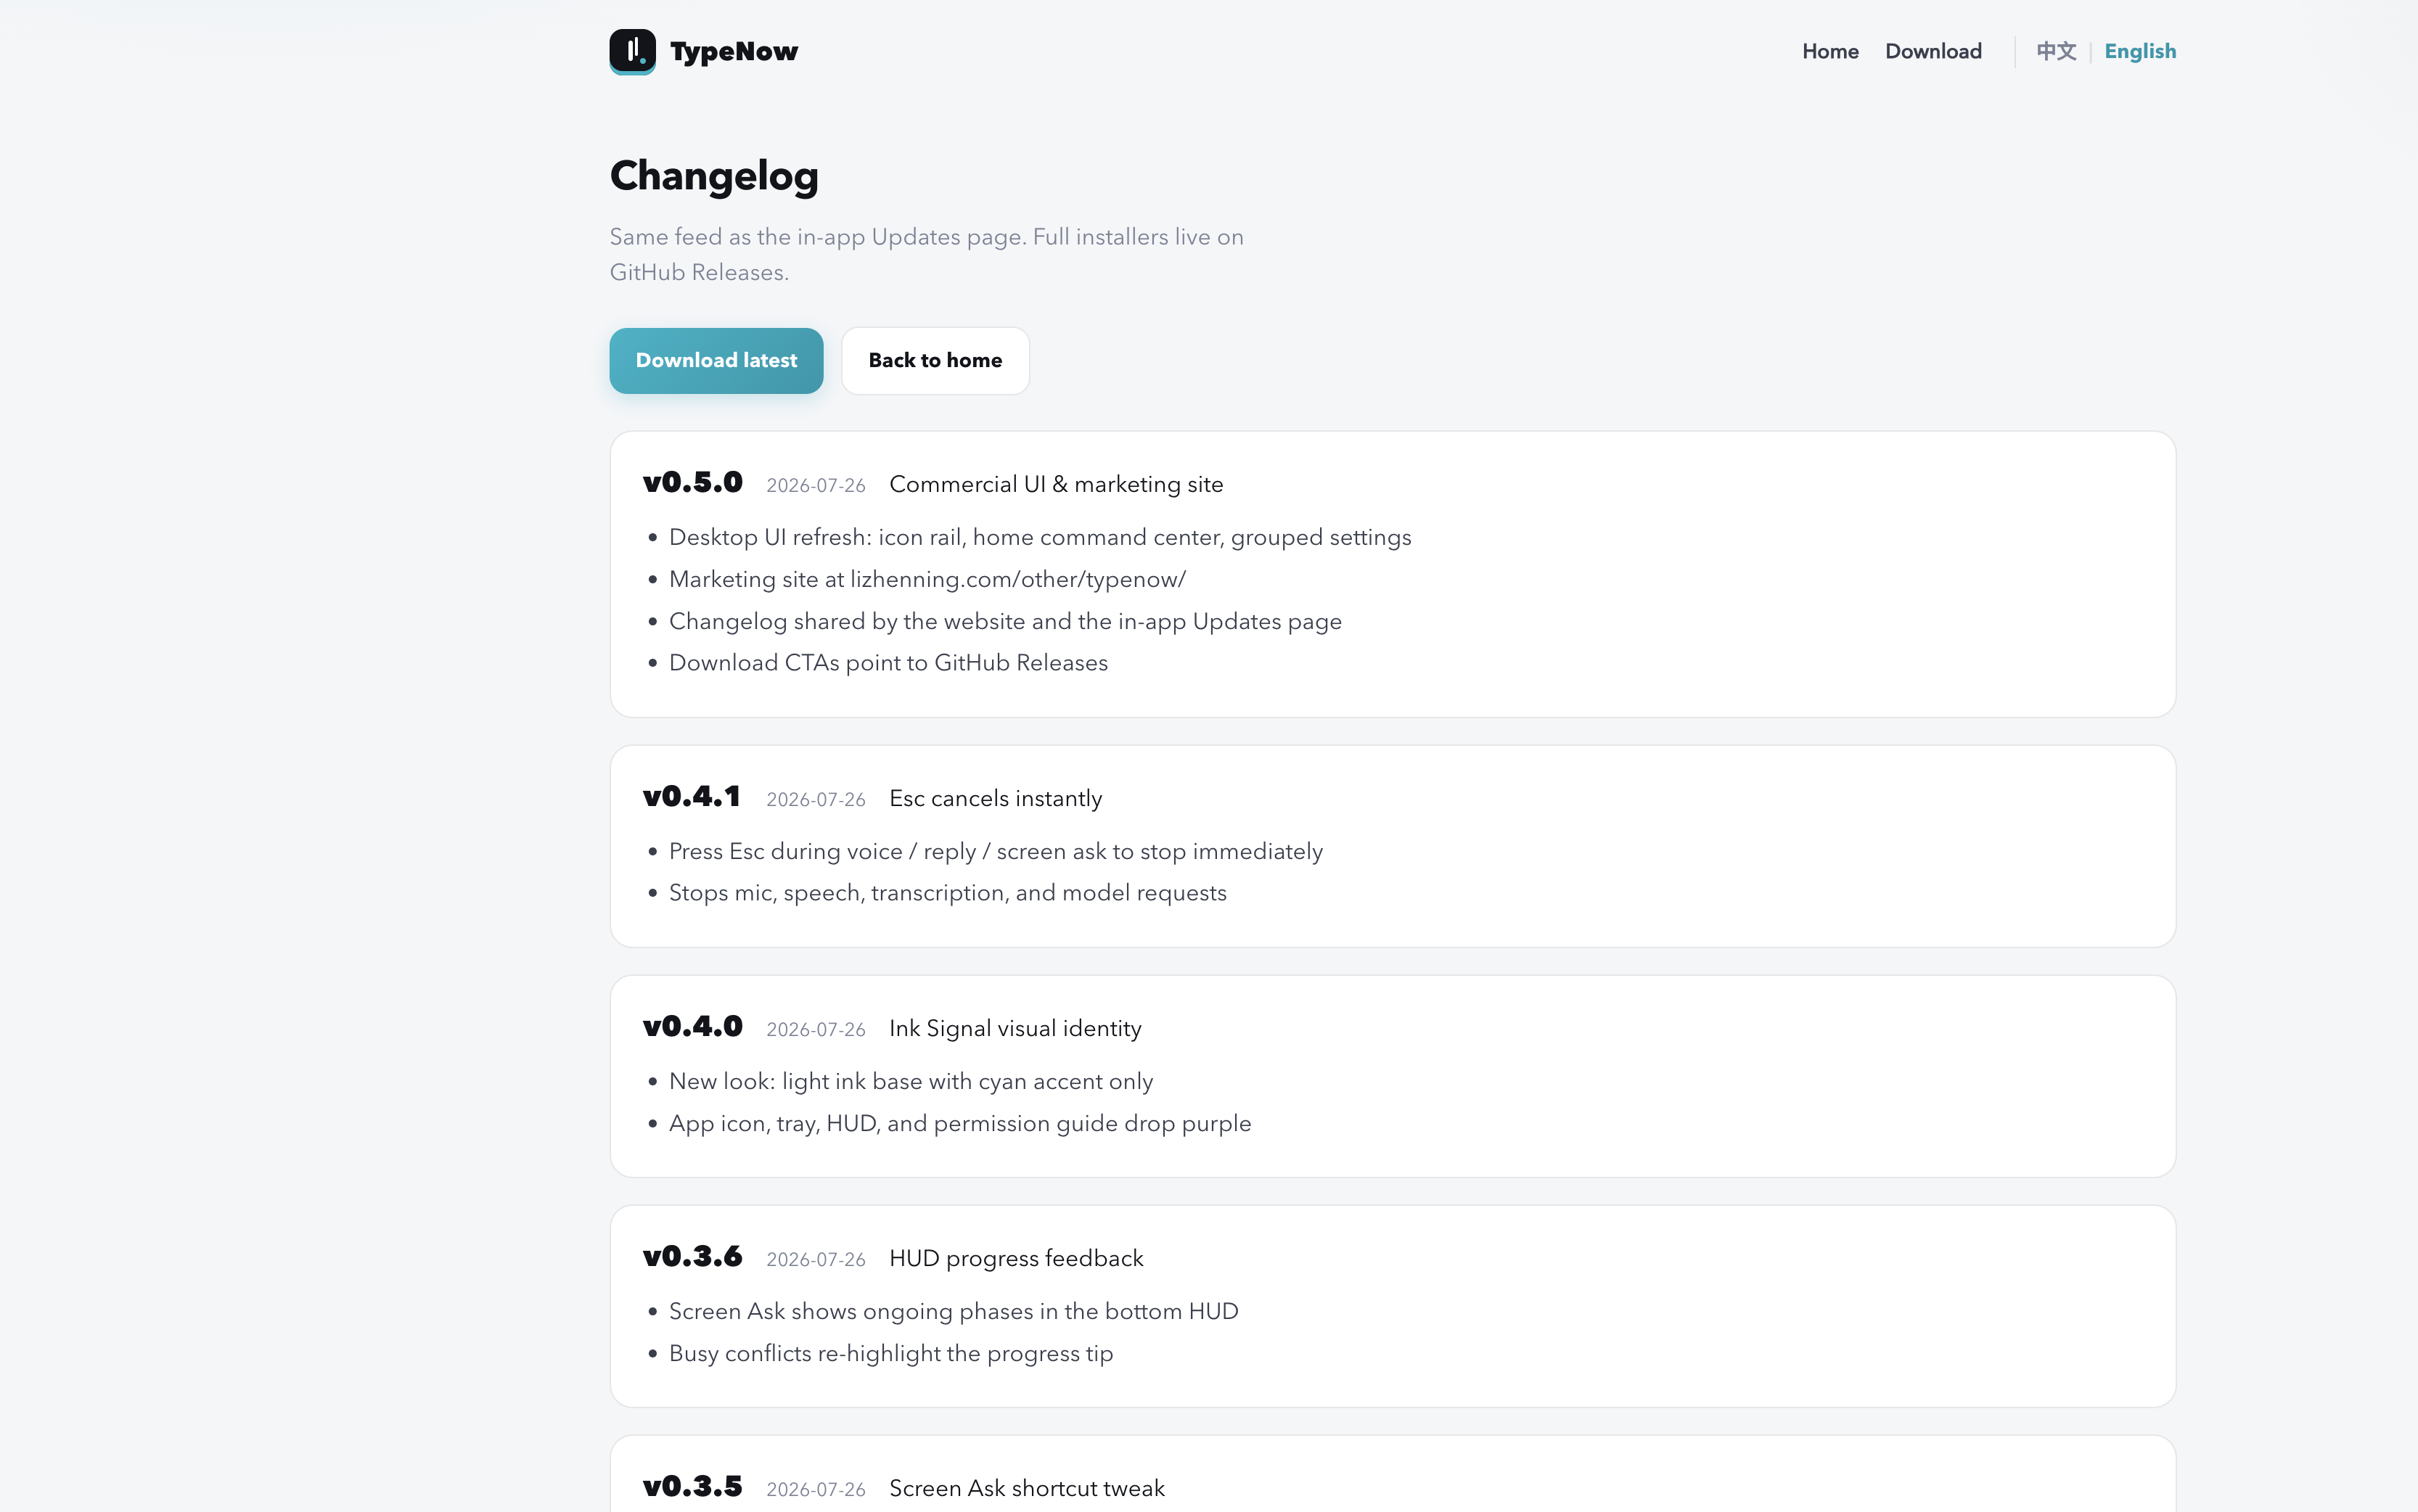 TypeNow
Home Download 中文 | English
Changelog
Same feed as the in-app Updates page. Full installers live on
GitHub Releases.
Download latest Back to home
v0.5.0 2026-07-26 Commercial UI & marketing site
• Desktop UI refresh: icon rail, home command center, grouped settings
• Marketing site at lizhenning.com/other/typenow/
• Changelog shared by the website and the in-app Updates page
• Download CTAs point to GitHub Releases
v0.4.1 2026-07-26 Esc cancels instantly
• Press Esc during voice / reply / screen ask to stop immediately
• Stops mic, speech, transcription, and model requests
v0.4.0 2026-07-26 Ink Signal visual identity
• New look: light ink base with cyan accent only
• App icon, tray, HUD, and permission guide drop purple
v0.3.6 2026-07-26 HUD progress feedback
• Screen Ask shows ongoing phases in the bottom HUD
• Busy conflicts re-highlight the progress tip
v0.3.5 2026-07-26 Screen Ask shortcut tweak